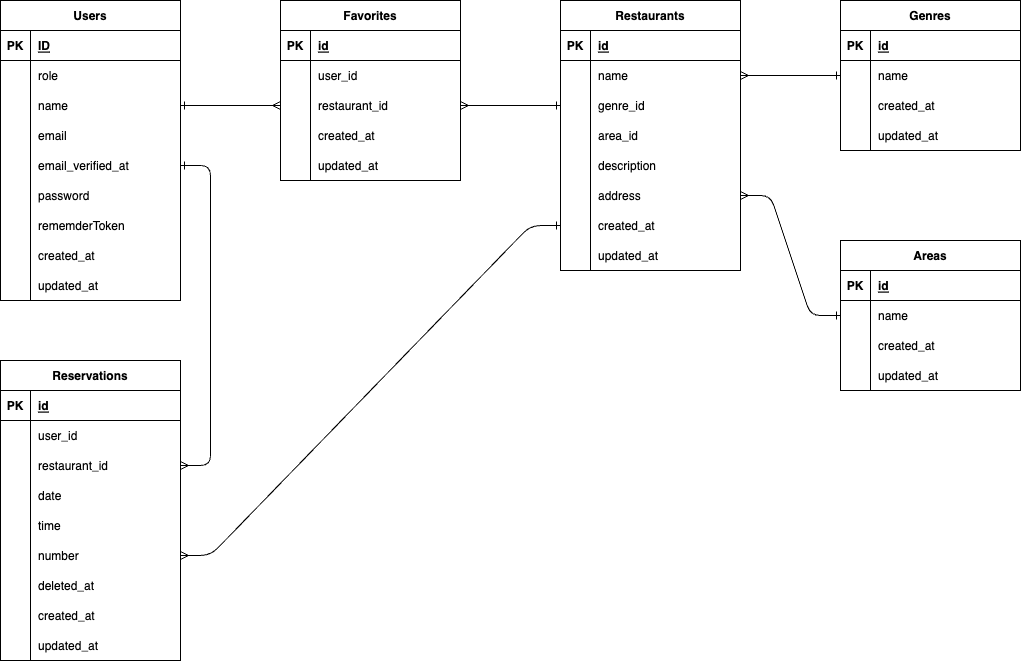 Users
PK ID
role
name
email
email_verified_at
password
rememderToken
created_at
updated_at
Favorites
PK id
user_id
restaurant_id
created_at
updated_at
Restaurants
PK id
name
genre_id
area_id
description
address
created_at
updated_at
Genres
PK id
name
created_at
updated_at
Areas
PK id
name
created_at
updated_at
Reservations
PK id
user_id
restaurant_id
date
time
number
deleted_at
created_at
updated_at